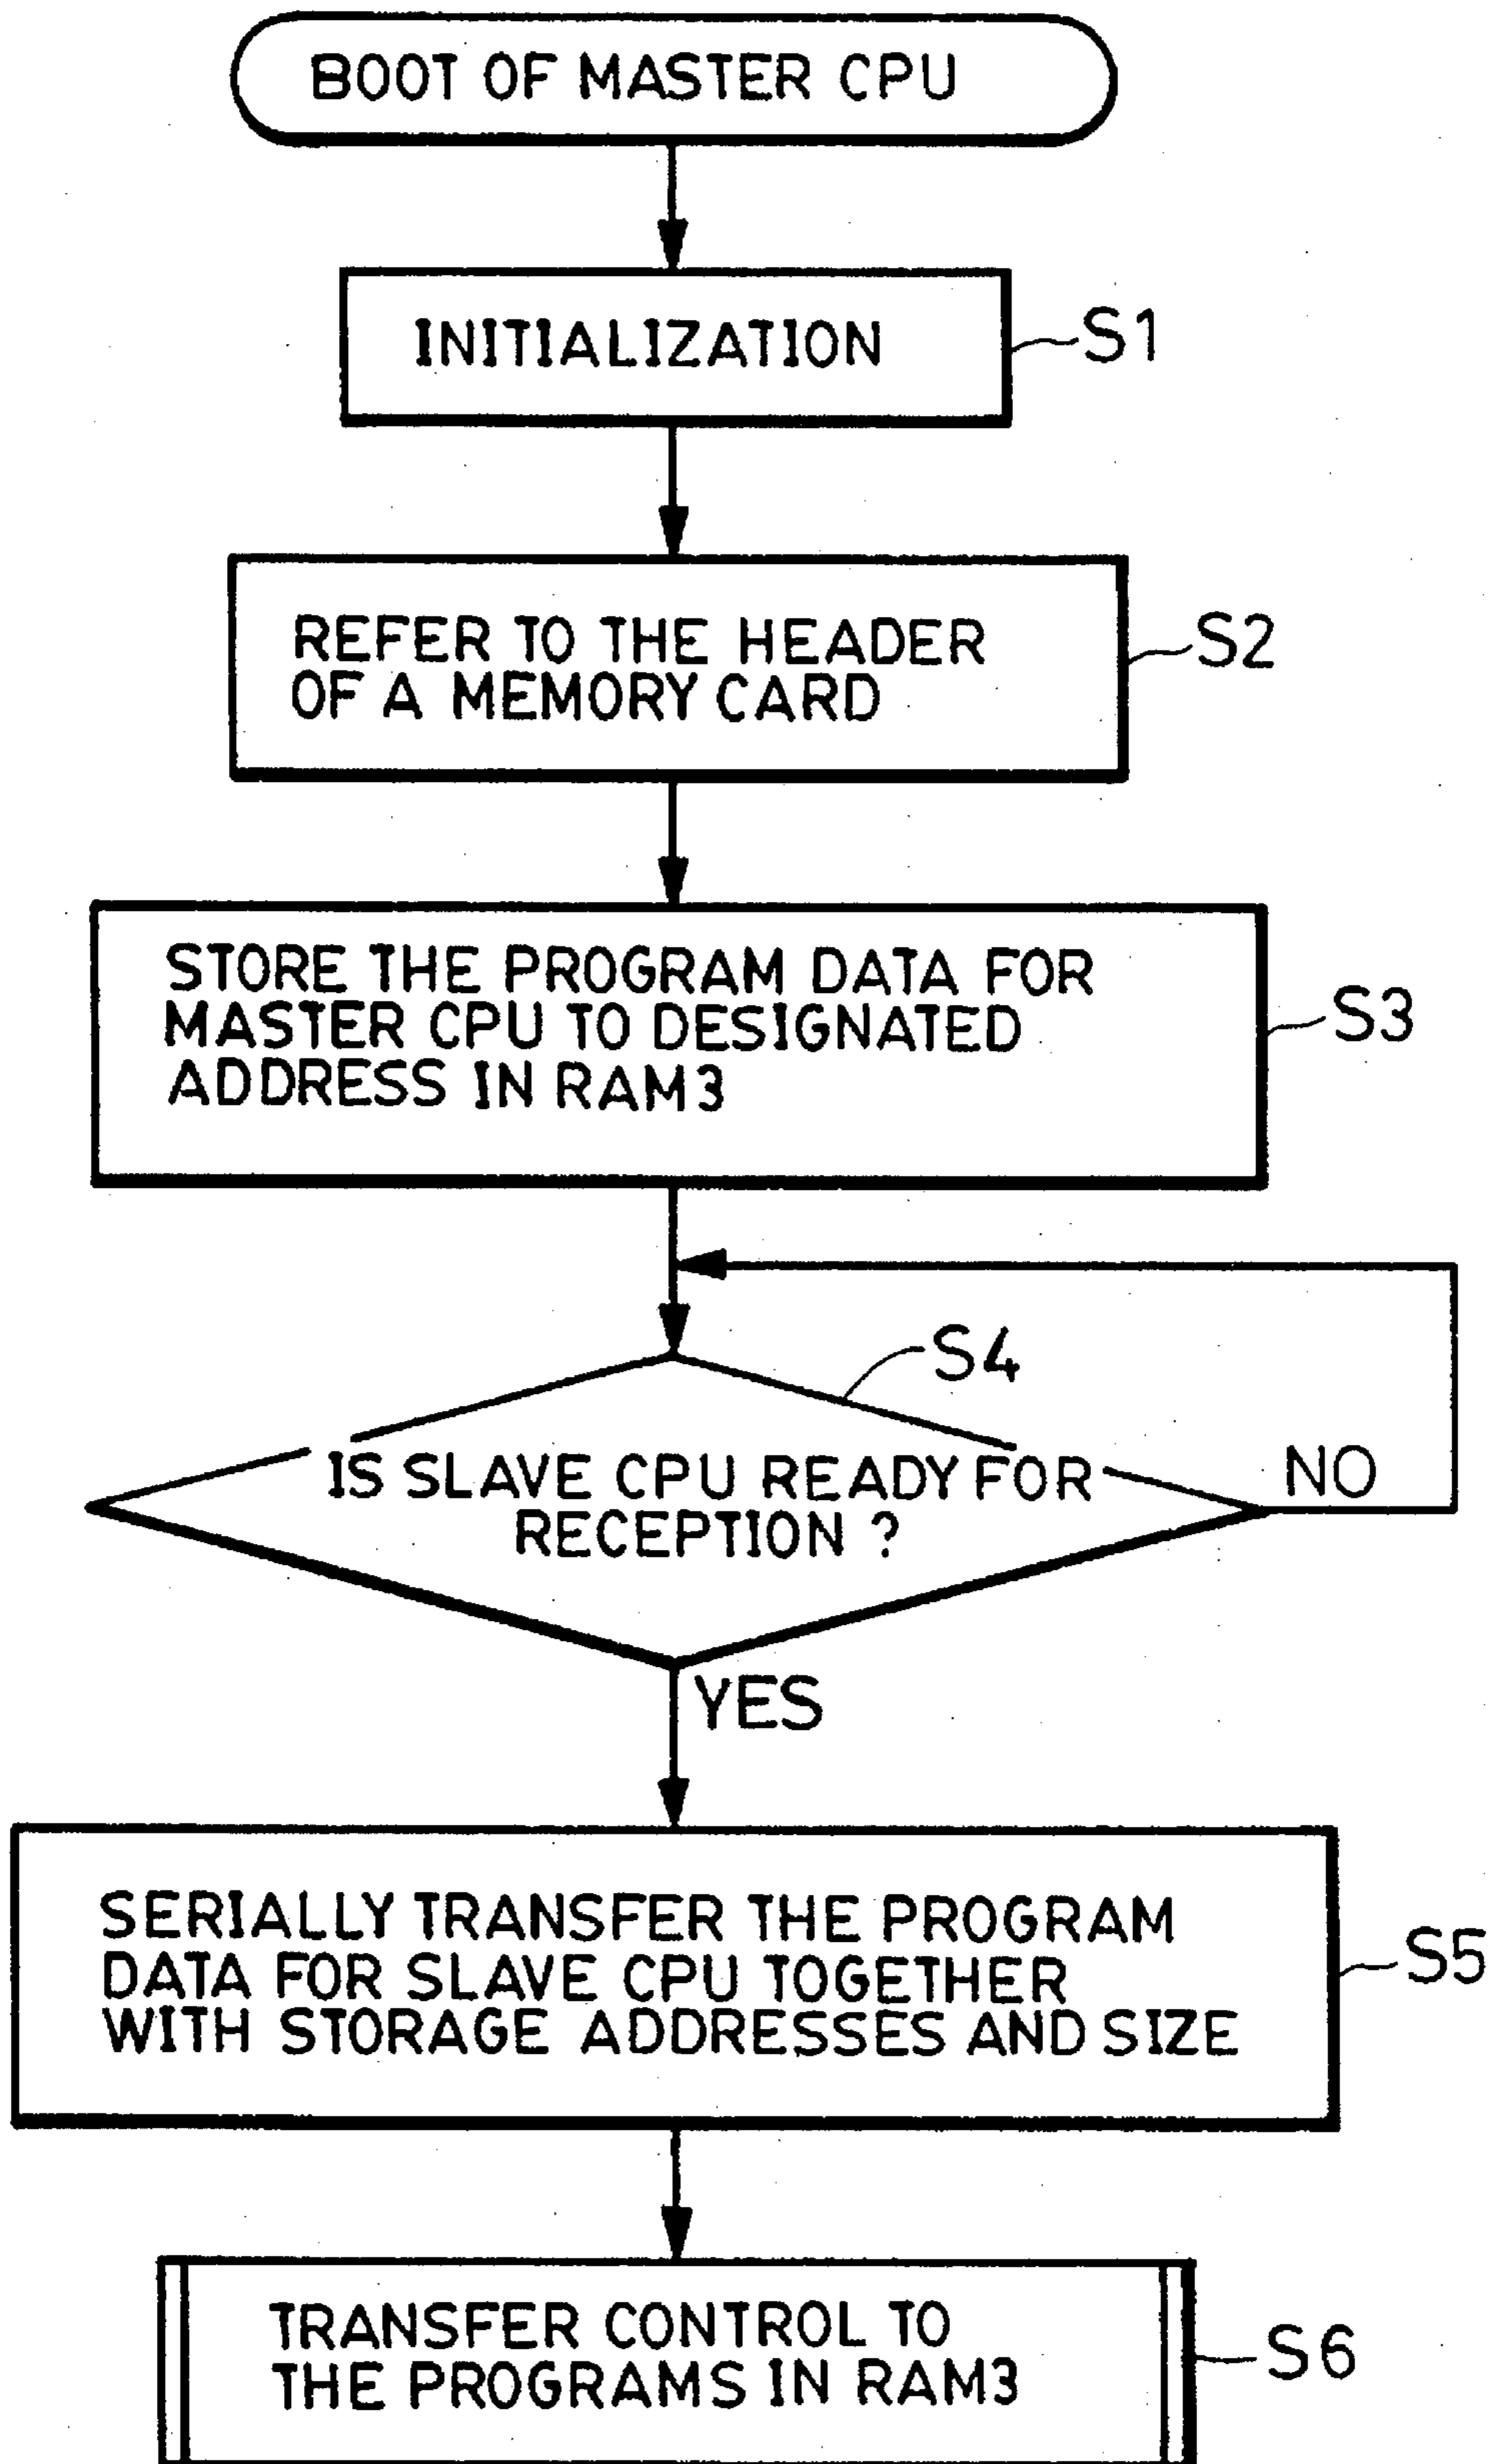 BOOT OF MASTER CPU
INITIALIZATION
S1
REFER TO THE HEADER
OF A MEMORY CARD
S2
STORE THE PROGRAM DATA FOR
MASTER CPU TO DESIGNATED
ADDRESS IN RAM3
S3
S4
IS SLAVE CPU READY FOR
RECEPTION ?
NO
YES
SERIALLY TRANSFER THE PROGRAM
DATA FOR SLAVE CPU TOGETHER
WITH STORAGE ADDRESSES AND SIZE
S5
TRANSFER CONTROL TO
THE PROGRAMS IN RAM3
S6